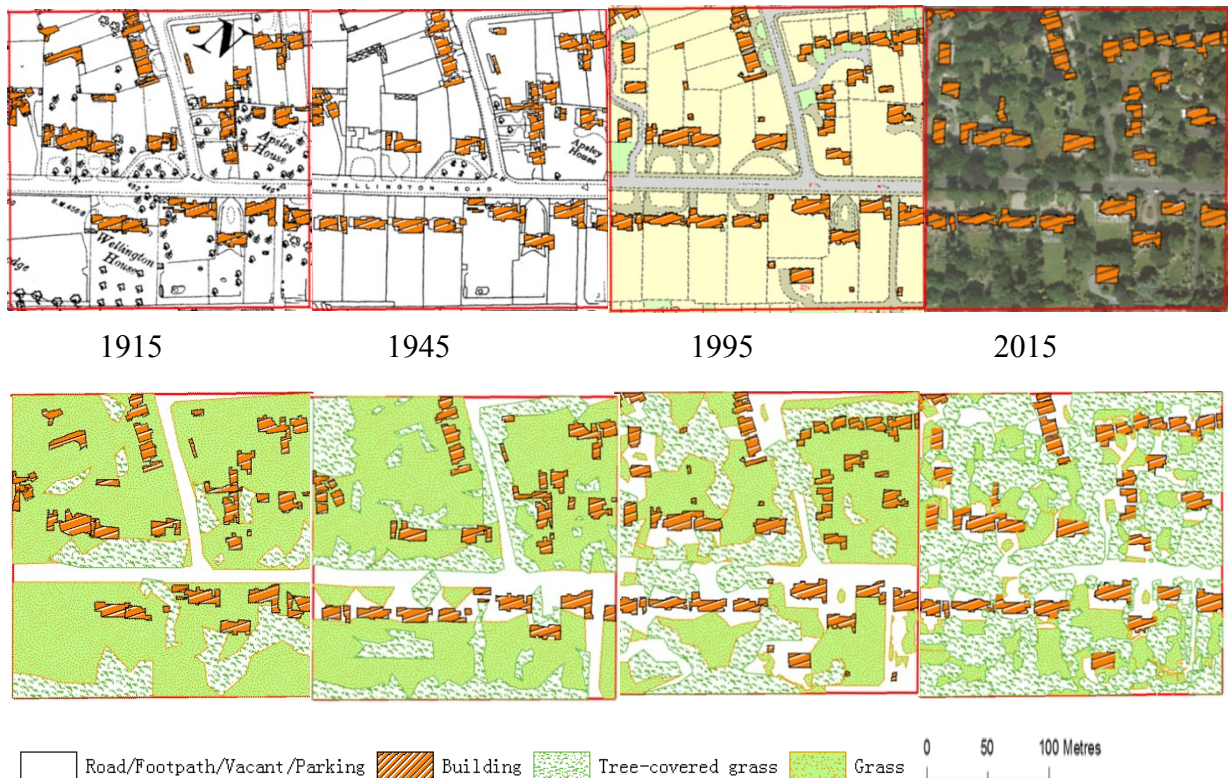 N
Apsley
House
Wellington
House
Apsley
House
WELLINGTON ROAD
1915 1945 1995 2015
Road/Footpath/Vacant/Parking Building Tree-covered grass Grass
0 50 100 Metres